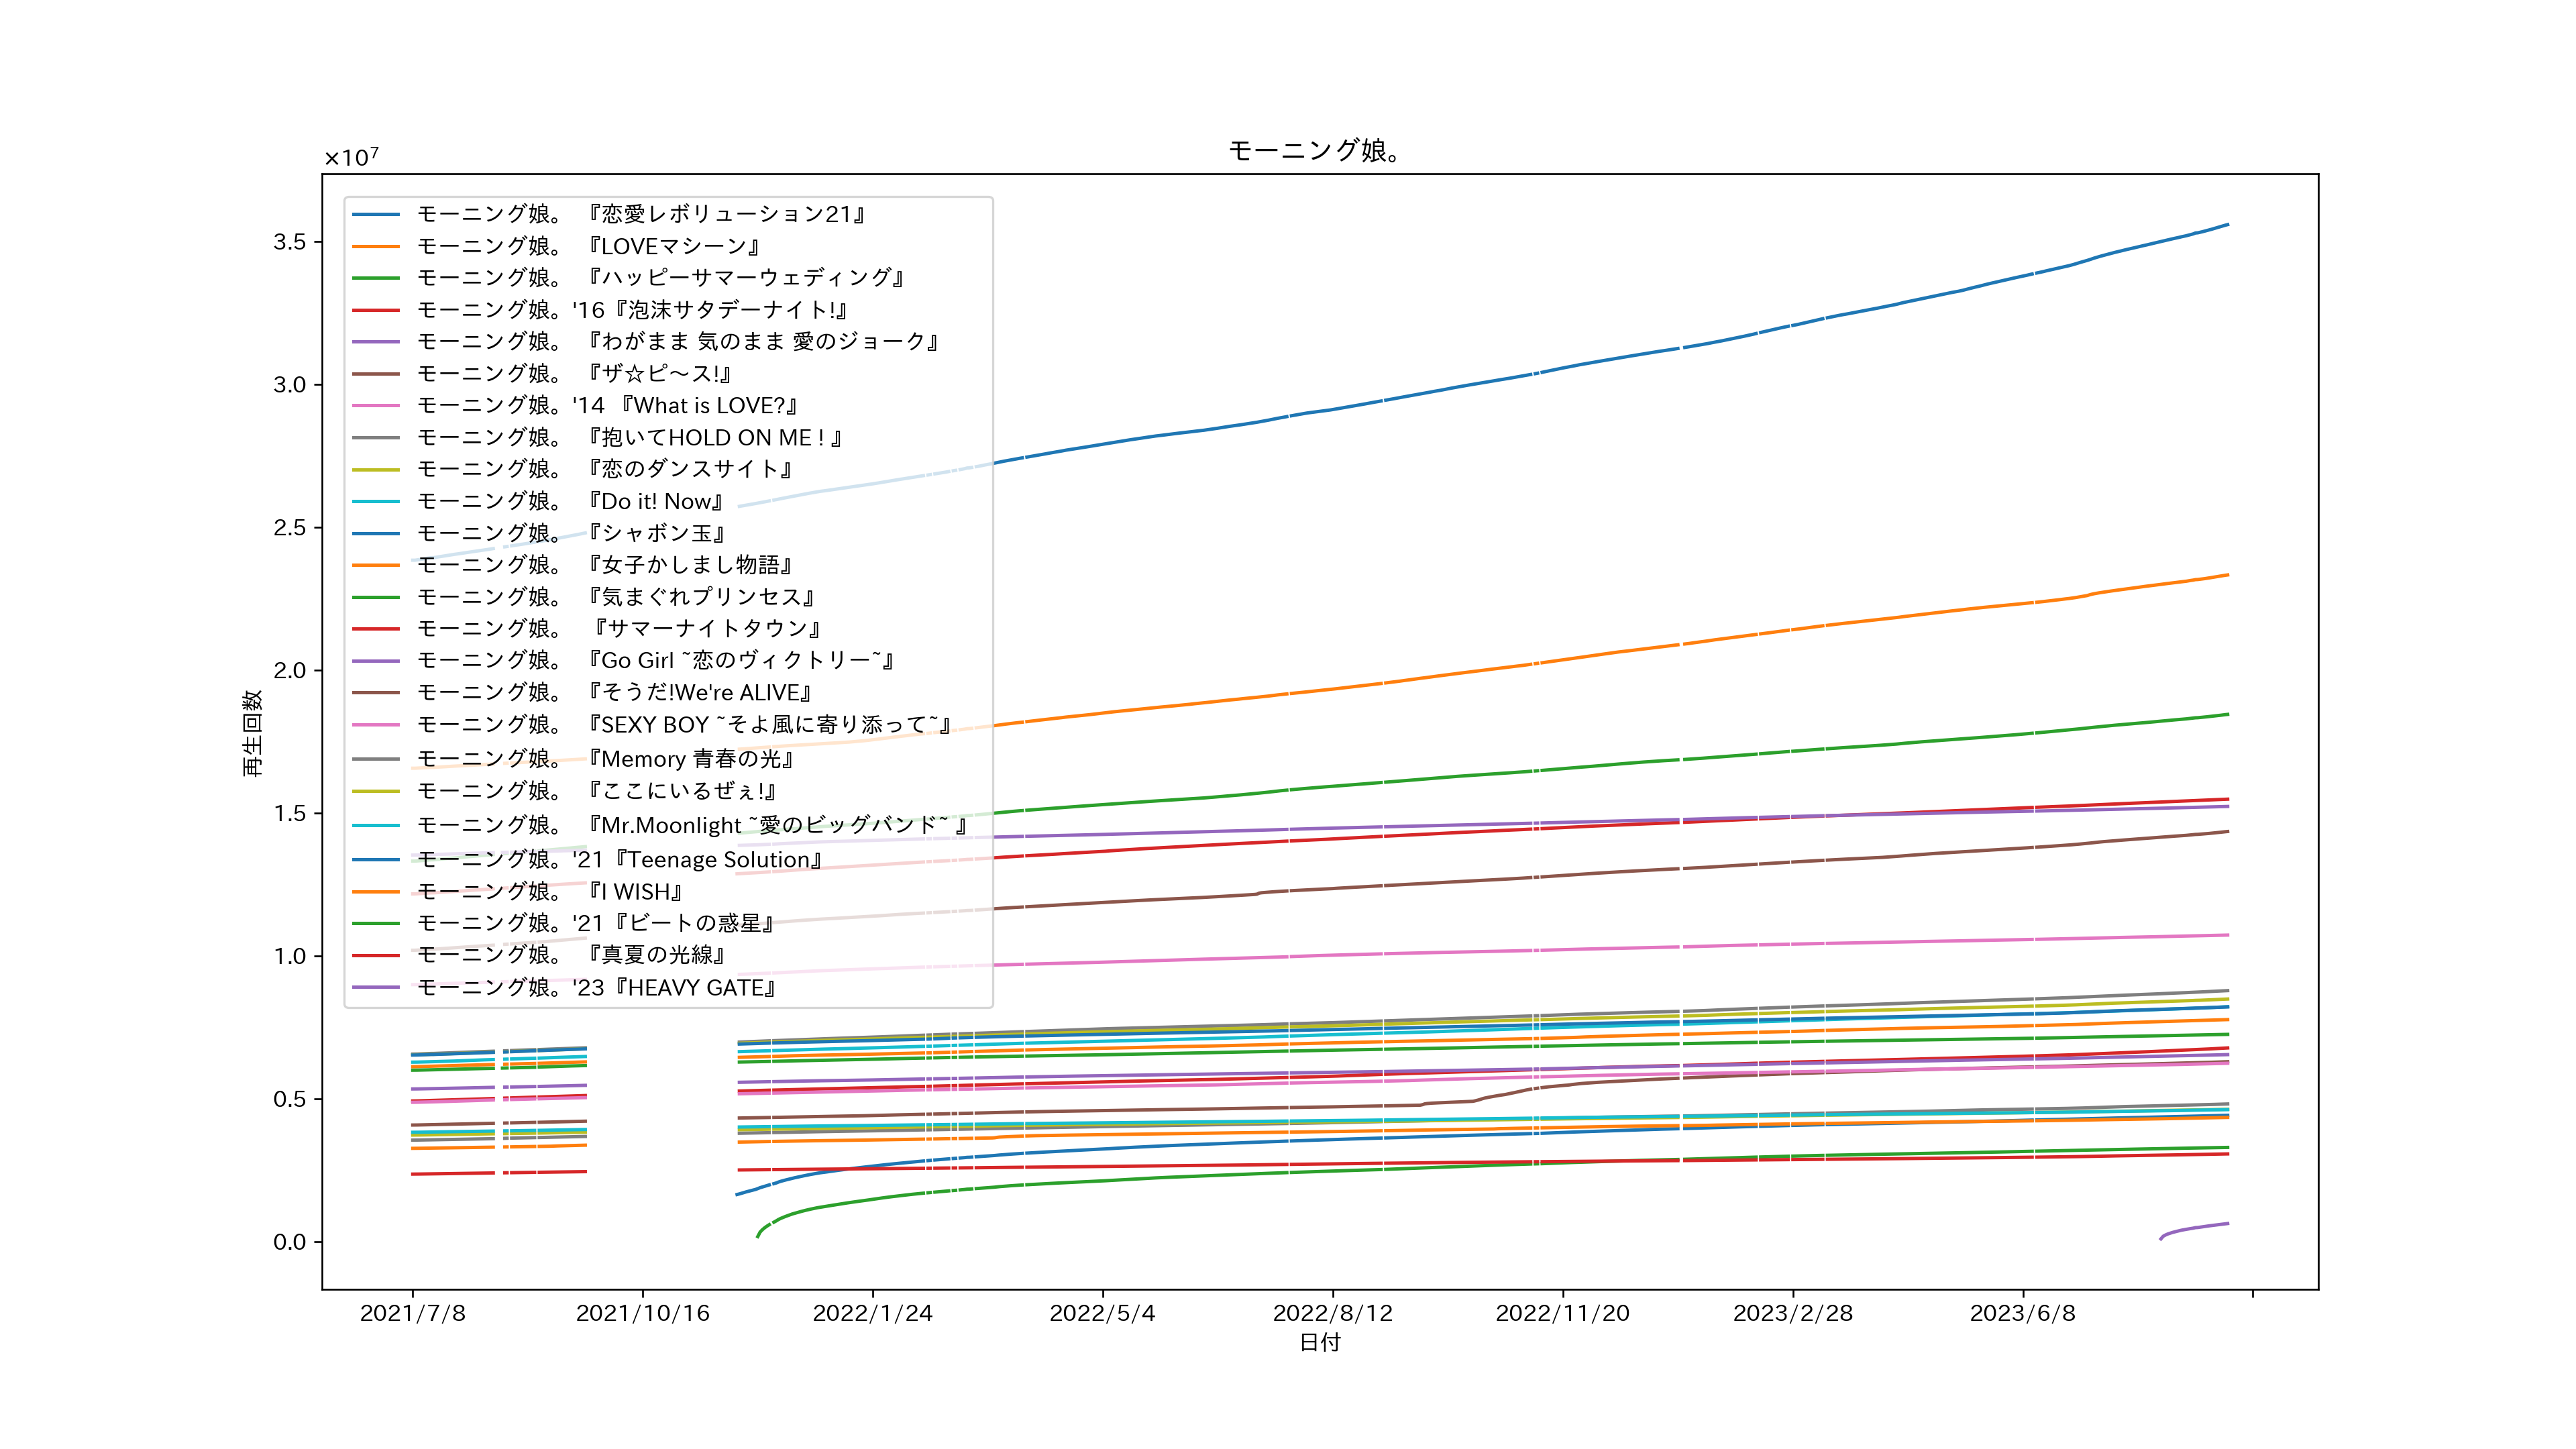 モーニング娘。
×10⁷
3.5
3.0
2.5
2.0
1.5
1.0
0.5
0.0
再生回数
モーニング娘。 『恋愛レボリューション21』
モーニング娘。 『LOVEマシーン』
モーニング娘。 『ハッピーサマーウェディング』
モーニング娘。'16『泡沫サタデーナイト!』
モーニング娘。 『わがまま 気のまま 愛のジョーク』
モーニング娘。 『ザ☆ピ〜ス!』
モーニング娘。'14 『What is LOVE?』
モーニング娘。 『抱いてHOLD ON ME ! 』
モーニング娘。 『恋のダンスサイト』
モーニング娘。 『Do it! Now』
モーニング娘。 『シャボン玉』
モーニング娘。 『女子かしまし物語』
モーニング娘。 『気まぐれプリンセス』
モーニング娘。 『サマーナイトタウン』
モーニング娘。 『Go Girl ~恋のヴィクトリー~』
モーニング娘。 『そうだ!We're ALIVE』
モーニング娘。 『SEXY BOY ~そよ風に寄り添って~』
モーニング娘。 『Memory 青春の光』
モーニング娘。 『ここにいるぜぇ!』
モーニング娘。 『Mr.Moonlight ~愛のビッグバンド~ 』
モーニング娘。'21『Teenage Solution』
モーニング娘。 『I WISH』
モーニング娘。'21『ビートの惑星』
モーニング娘。 『真夏の光線』
モーニング娘。'23『HEAVY GATE』
2021/7/8 2021/10/16 2022/1/24 2022/5/4 2022/8/12 2022/11/20 2023/2/28 2023/6/8
日付